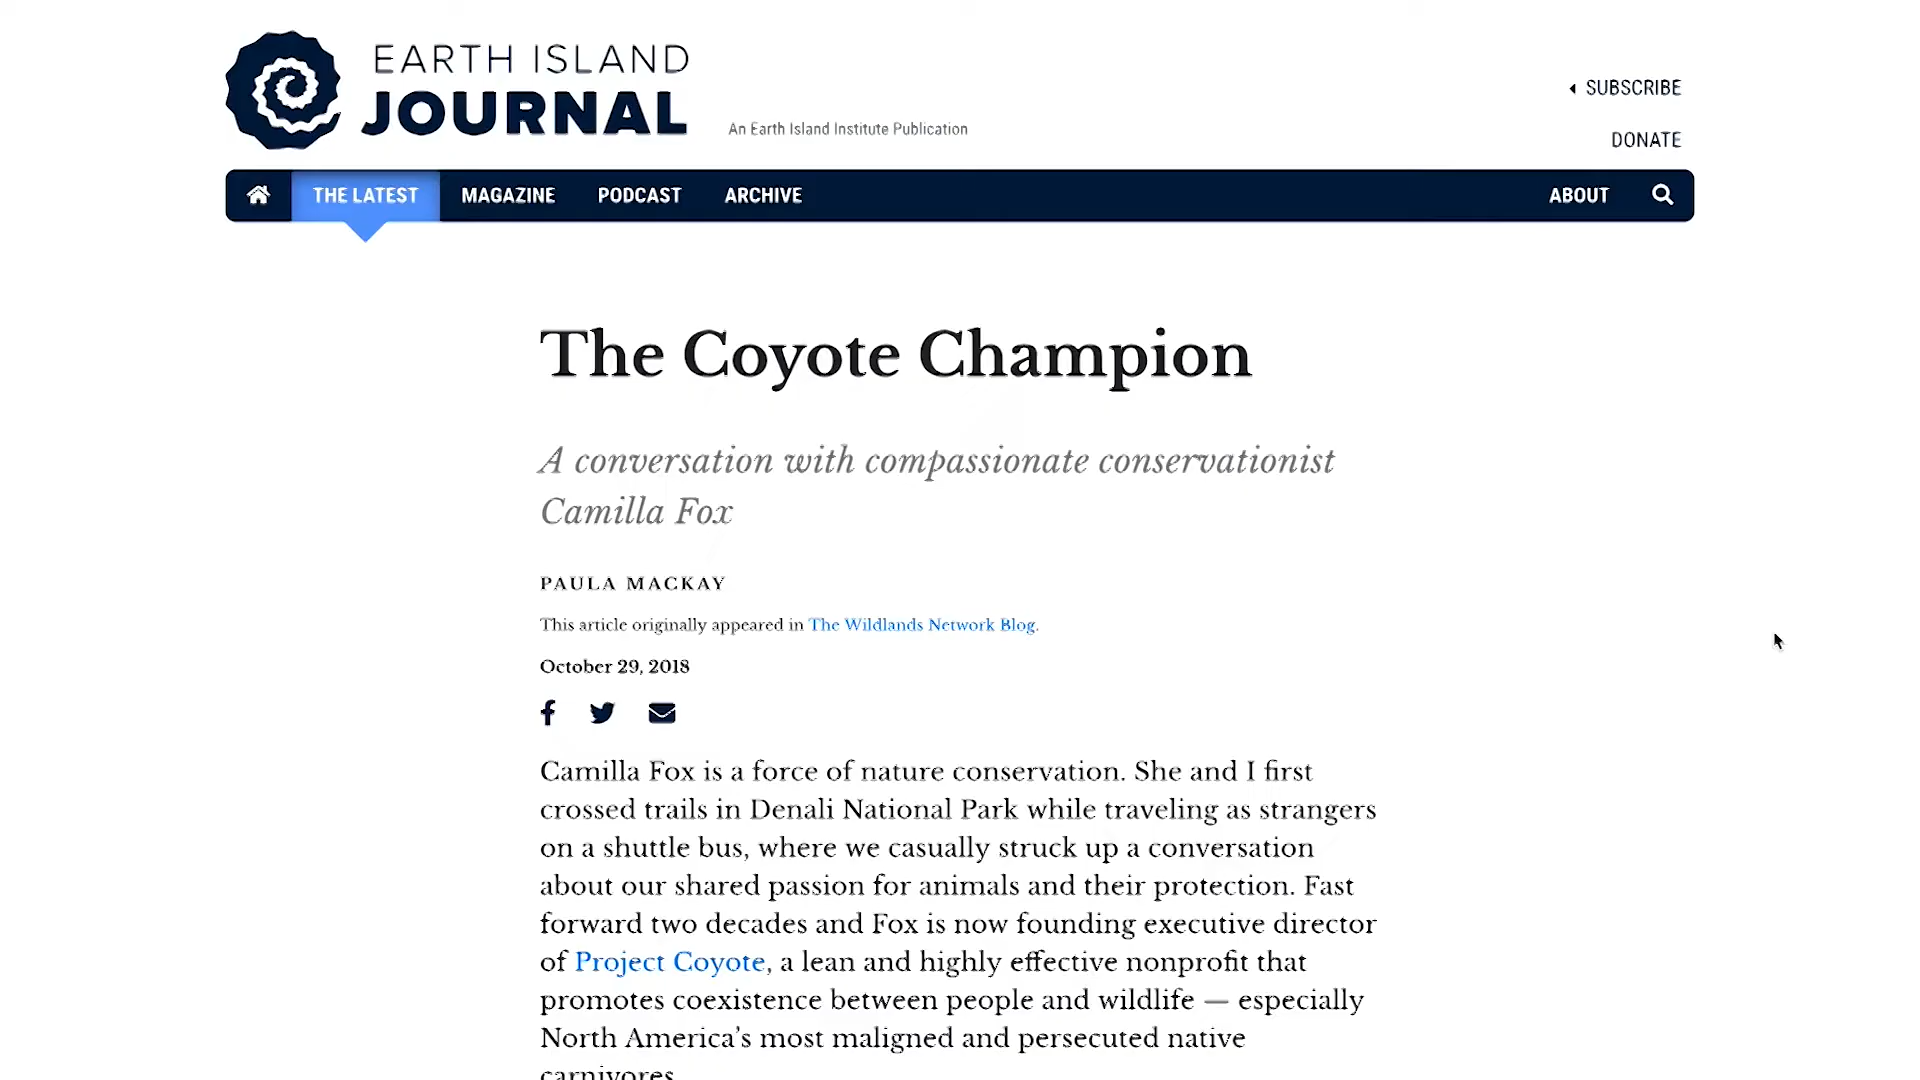 EARTH ISLAND
JOURNAL
An Earth Island Institute Publication
SUBSCRIBE
DONATE
THE LATEST
MAGAZINE
PODCAST
ARCHIVE
ABOUT
The Coyote Champion
A conversation with compassionate conservationist
Camilla Fox
PAULA MACKAY
This article originally appeared in The Wildlands Network Blog.
October 29, 2018
Camilla Fox is a force of nature conservation. She and I first
crossed trails in Denali National Park while traveling as strangers
on a shuttle bus, where we casually struck up a conversation
about our shared passion for animals and their protection. Fast
forward two decades and Fox is now founding executive director
of Project Coyote, a lean and highly effective nonprofit that
promotes coexistence between people and wildlife — especially
North America's most maligned and persecuted native
carnivores.